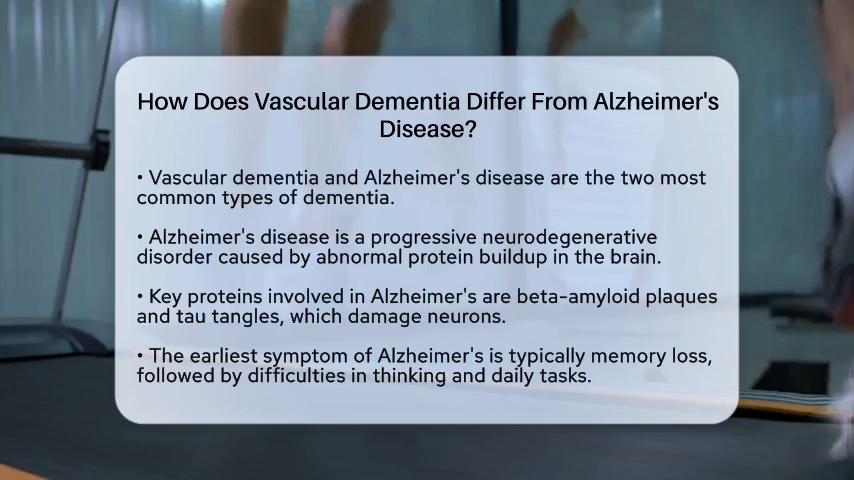 How Does Vascular Dementia Differ From Alzheimer's
Disease?
• Vascular dementia and Alzheimer's disease are the two most
common types of dementia.
• Alzheimer's disease is a progressive neurodegenerative
disorder caused by abnormal protein buildup in the brain.
• Key proteins involved in Alzheimer's are beta-amyloid plaques
and tau tangles, which damage neurons.
• The earliest symptom of Alzheimer's is typically memory loss,
followed by difficulties in thinking and daily tasks.